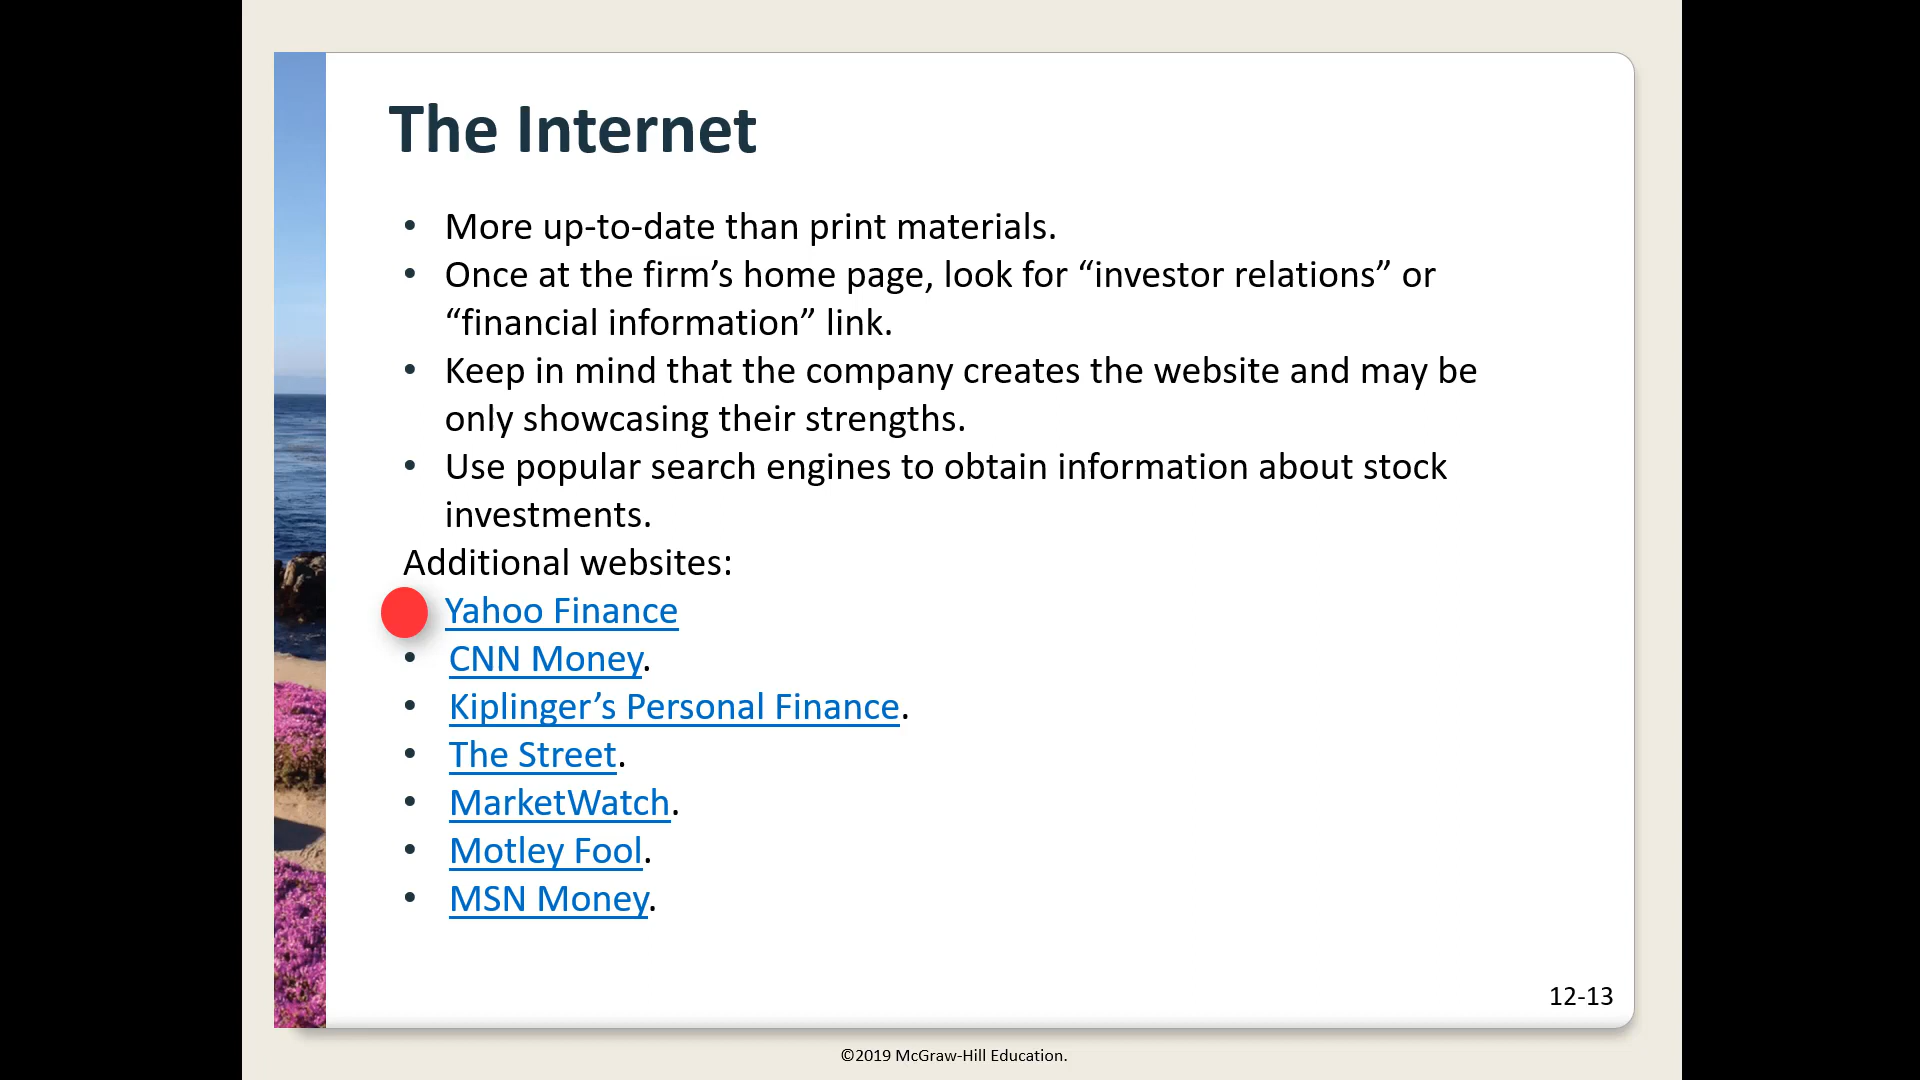 The Internet
• More up-to-date than print materials.
• Once at the firm’s home page, look for “investor relations” or
“financial information” link.
• Keep in mind that the company creates the website and may be
only showcasing their strengths.
• Use popular search engines to obtain information about stock
investments.
Additional websites:
Yahoo Finance
• CNN Money.
• Kiplinger’s Personal Finance.
• The Street.
• MarketWatch.
• Motley Fool.
• MSN Money.
12-13
©2019 McGraw-Hill Education.